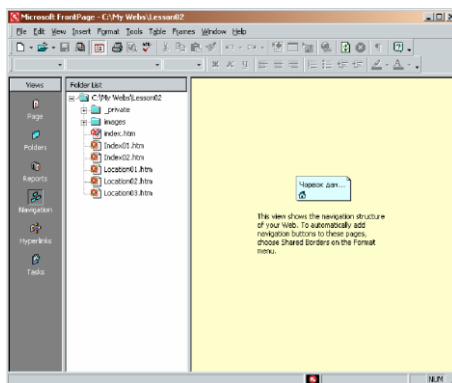 Microsoft FrontPage - C:\My Webs\Lesson02
File Edit View Insert Format Tools Table Frames Window Help
Ж К Ч
Views
Folder List
Page
Folders
Reports
Navigation
Hyperlinks
Tasks
C:\My Webs\Lesson02
_private
images
index.htm
Index01.htm
Index02.htm
Location01.htm
Location02.htm
Location03.htm
This view shows the navigation structure
of your Web. To automatically add
navigation buttons to these pages,
choose Shared Borders on the Format
menu.
NUM